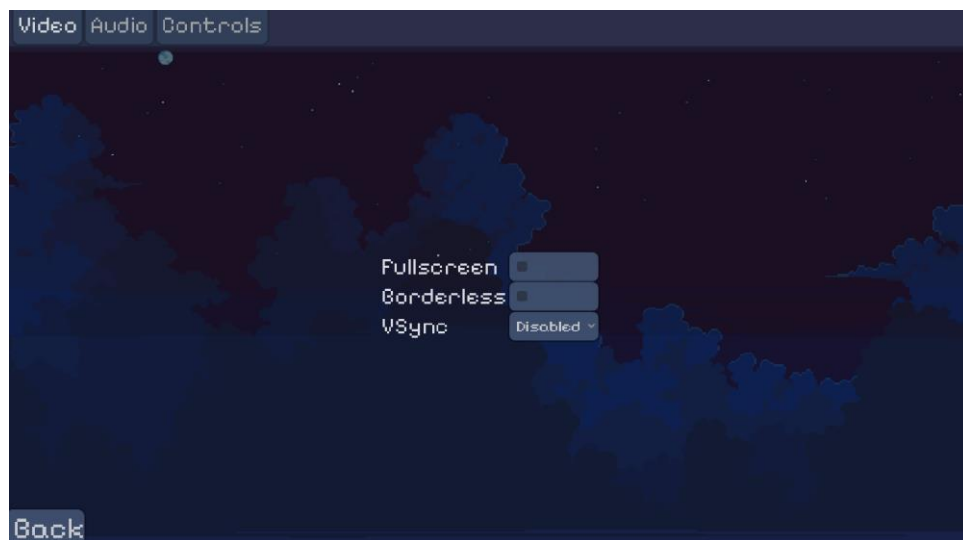 Video Audio Controls
Fullscreen
Borderless
VSync Disabled
Back